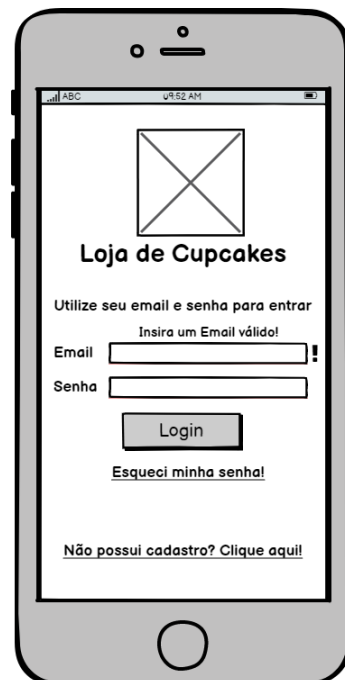 ABC 09:52 AM
Loja de Cupcakes
Utilize seu email e senha para entrar
Insira um Email válido!
Email !
Senha
Login
Esqueci minha senha!
Não possui cadastro? Clique aqui!